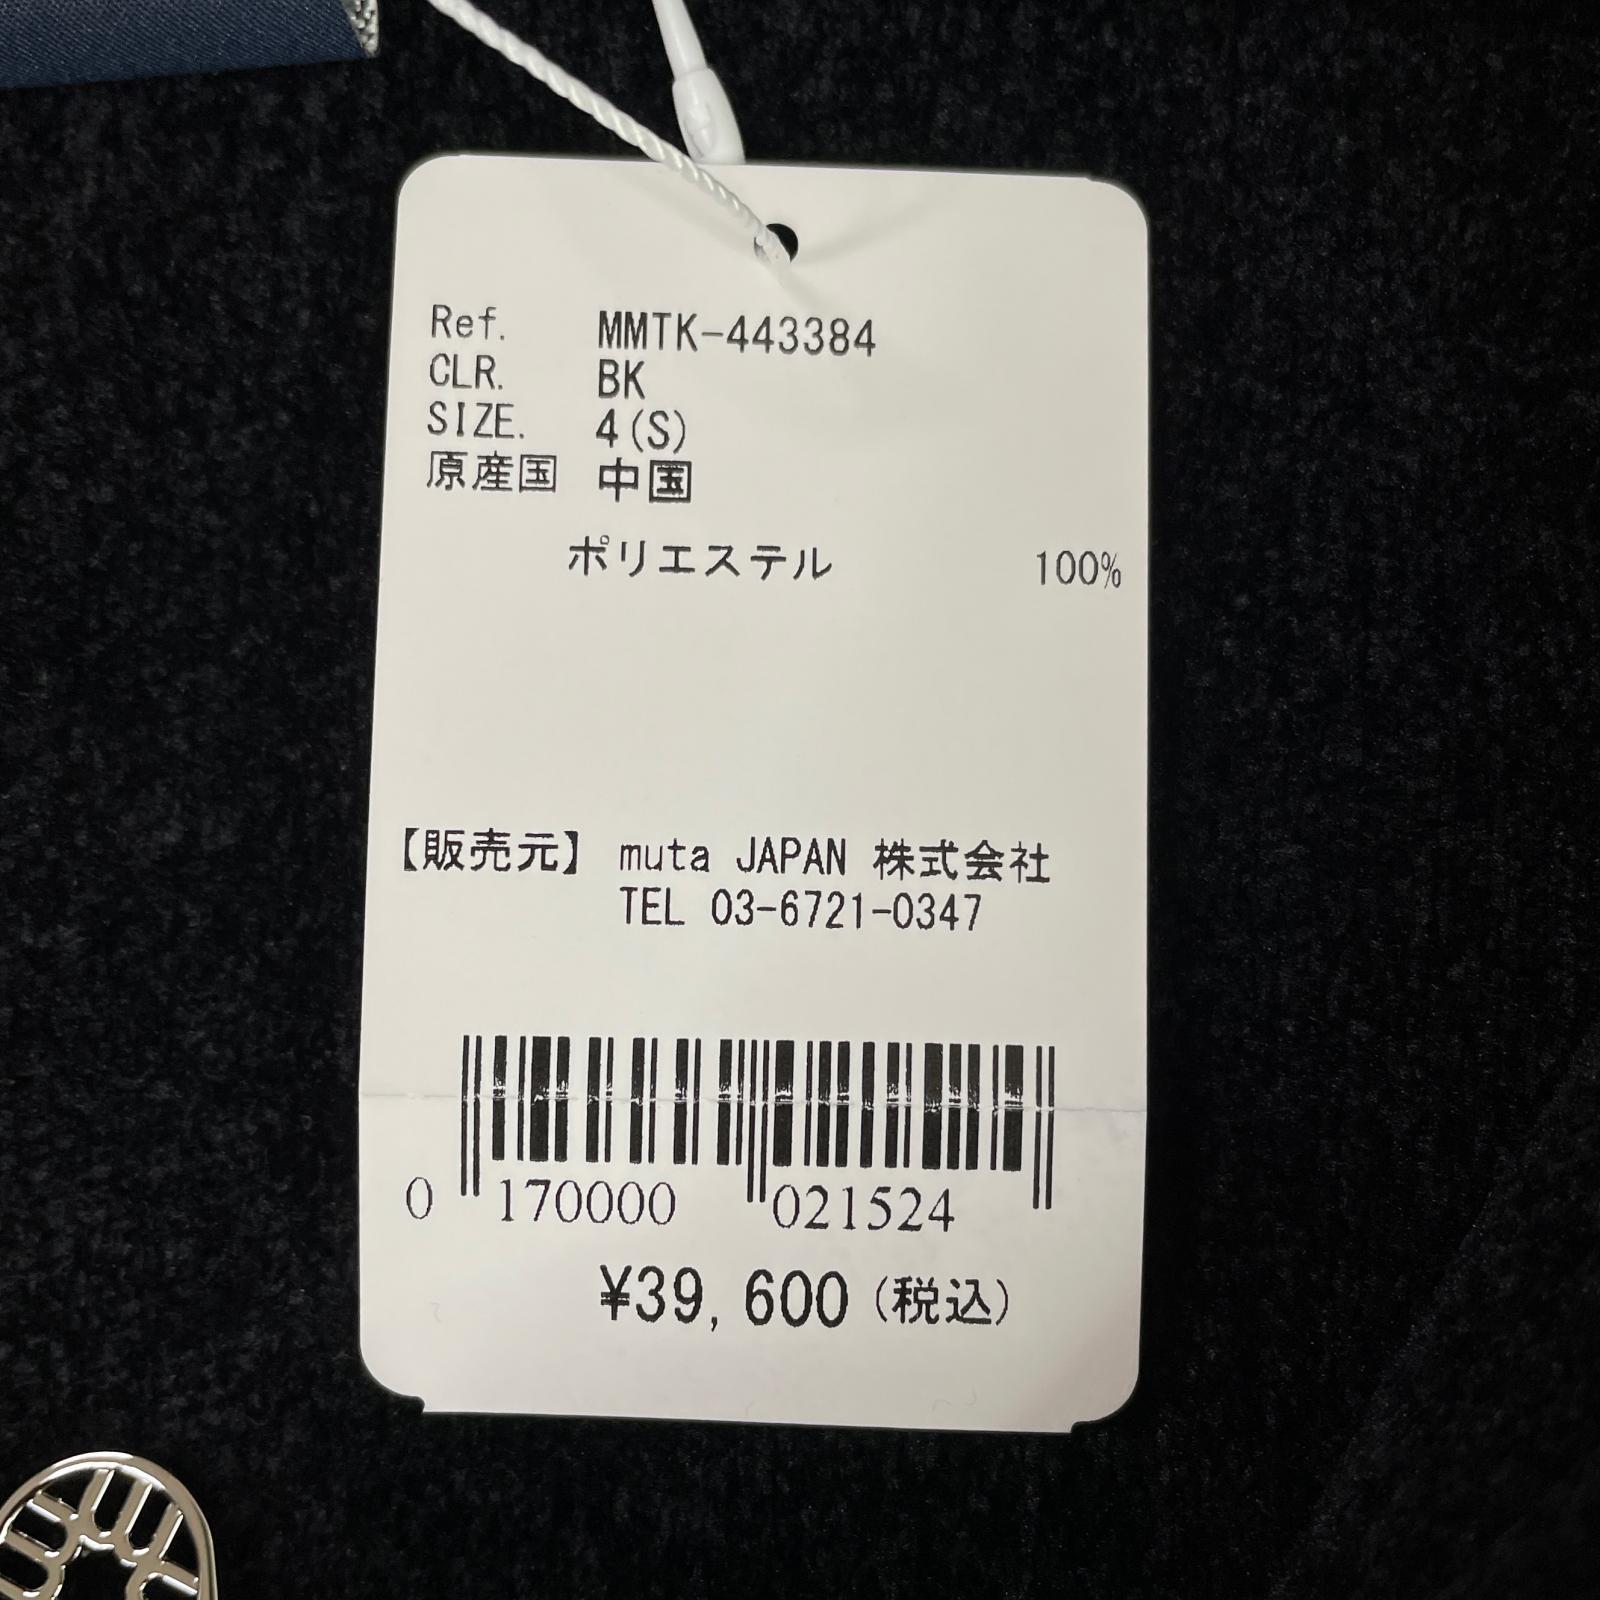 Ref. MMTK-443384
CLR. BK
SIZE. 4(S)
原産国 中国
ポリエステル 100%
【販売元】 muta JAPAN 株式会社
TEL 03-6721-0347
0 170000 021524
¥39,600(税込)